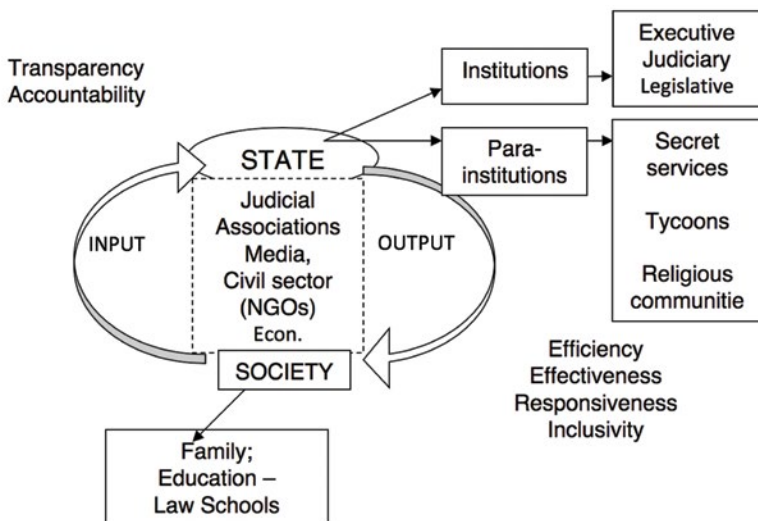 Transparency
Accountability
Institutions
Executive
Judiciary
Legislative
STATE
Para-
institutions
Secret
services
Tycoons
Religious
communitie
INPUT
Judicial
Associations
Media,
Civil sector
(NGOs)
Econ.
OUTPUT
SOCIETY
Efficiency
Effectiveness
Responsiveness
Inclusivity
Family;
Education –
Law Schools